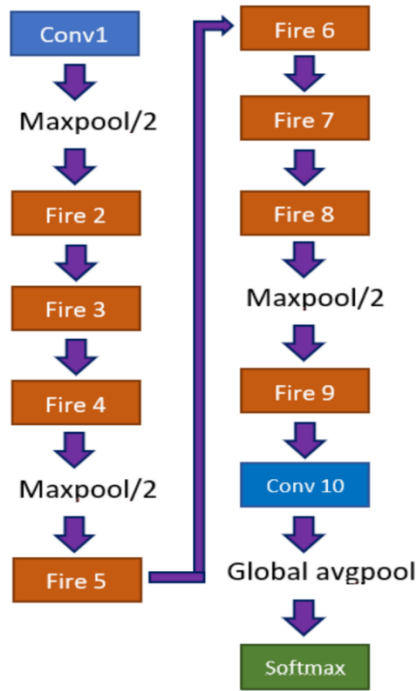 Conv1
Maxpool/2
Fire 2
Fire 3
Fire 4
Maxpool/2
Fire 5
Fire 6
Fire 7
Fire 8
Maxpool/2
Fire 9
Conv 10
Global avgpool
Softmax